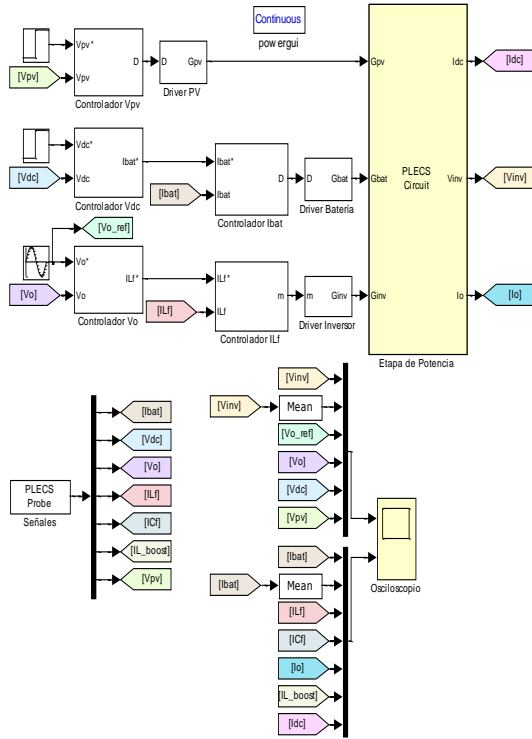 Continuous
powergui
Vpv*
[Vpv]
Vpv
D
Controlador Vpv
D
Gpv
Driver PV
Gpv
Idc
[Idc]
Vdc*
[Vdc]
Vdc
Ibat*
Controlador Vdc
Ibat*
[Ibat]
Ibat
D
Controlador Ibat
D
Gbat
Driver Batería
Gbat
PLECS
Circuit
Vinv
[Vinv]
[Vo_ref]
Vo*
[Vo]
Vo
ILf*
Controlador Vo
ILf*
[ILf]
ILf
m
Controlador ILf
m
Ginv
Driver Inversor
Ginv
Io
[Io]
Etapa de Potencia
PLECS
Probe
Señales
[Ibat]
[Vdc]
[Vo]
[ILf]
[ICf]
[IL_boost]
[Vpv]
[Vinv]
[Vinv]
Mean
[Vo_ref]
[Vo]
[Vdc]
[Vpv]
[Ibat]
[Ibat]
Mean
[ILf]
[ICf]
[Io]
[IL_boost]
[Idc]
Osciloscopio